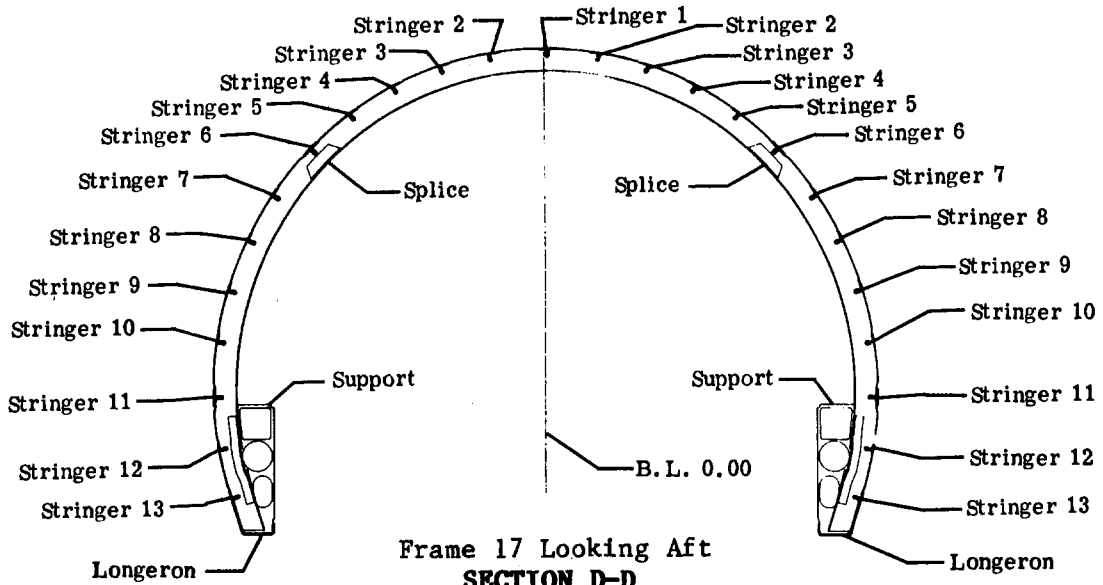 Stringer 1
Stringer 2
Stringer 2
Stringer 3
Stringer 3
Stringer 4
Stringer 4
Stringer 5
Stringer 5
Stringer 6
Stringer 6
Splice
Splice
Stringer 7
Stringer 7
Stringer 8
Stringer 8
Stringer 9
Stringer 9
Stringer 10
Stringer 10
Support
Support
Stringer 11
Stringer 11
Stringer 12
B.L. 0.00
Stringer 12
Stringer 13
Stringer 13
Longeron
Frame 17 Looking Aft
Longeron
SECTION D-D